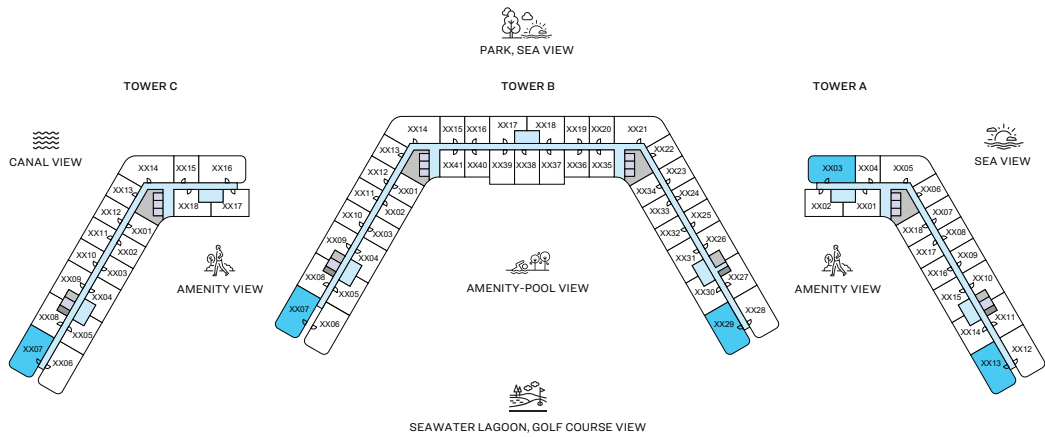 PARK, SEA VIEW
TOWER C
TOWER B
TOWER A
CANAL VIEW
SEA VIEW
XX14
XX15
XX16
XX13
XX12
XX11
XX10
XX09
XX08
XX07
XX18
XX17
XX01
XX02
XX03
XX04
XX05
XX06
AMENITY VIEW
XX14
XX15
XX16
XX17
XX18
XX19
XX20
XX21
XX13
XX12
XX11
XX10
XX09
XX08
XX07
XX41
XX40
XX39
XX38
XX37
XX36
XX35
XX01
XX02
XX03
XX04
XX05
XX06
XX22
XX23
XX24
XX25
XX26
XX27
XX28
XX34
XX33
XX32
XX31
XX30
XX29
AMENITY-POOL VIEW
XX03
XX04
XX05
XX02
XX01
XX06
XX07
XX08
XX09
XX10
XX11
XX12
XX18
XX17
XX16
XX15
XX14
XX13
AMENITY VIEW
SEAWATER LAGOON, GOLF COURSE VIEW